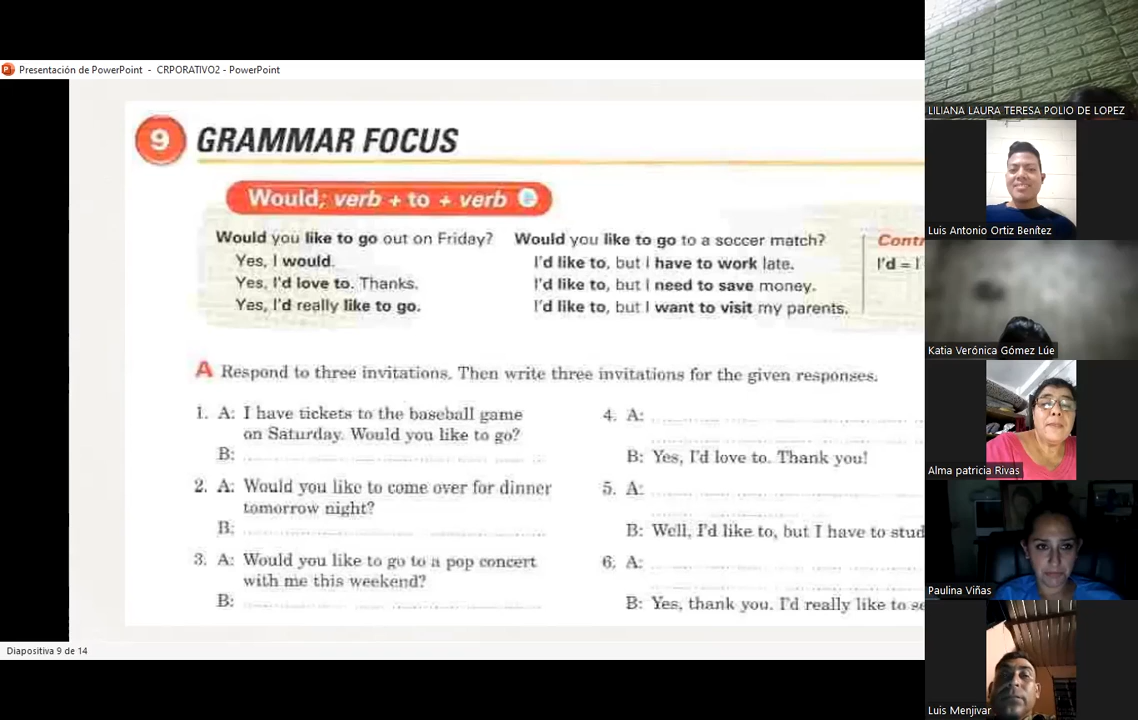 Presentación de PowerPoint - CRPORATIVO2 - PowerPoint
9 GRAMMAR FOCUS
Would; verb + to + verb
Would you like to go out on Friday?
Yes, I would.
Yes, I'd love to. Thanks.
Yes, I'd really like to go.
Would you like to go to a soccer match?
I'd like to, but I have to work late.
I'd like to, but I need to save money.
I'd like to, but I want to visit my parents.
Contr
I'd = I
A Respond to three invitations. Then write three invitations for the given responses.
1. A: I have tickets to the baseball game
on Saturday. Would you like to go?
B:
2. A: Would you like to come over for dinner
tomorrow night?
B:
3. A: Would you like to go to a pop concert
with me this weekend?
B:
4. A:
B: Yes, I'd love to. Thank you!
5. A:
B: Well, I'd like to, but I have to stud
6. A:
B: Yes, thank you. I'd really like to se
Diapositiva 9 de 14
LILIANA LAURA TERESA POLIO DE LOPEZ
Luis Antonio Ortiz Benítez
Katia Verónica Gómez Lúe
Alma patricia Rivas
Paulina Viñas
Luis Menjivar